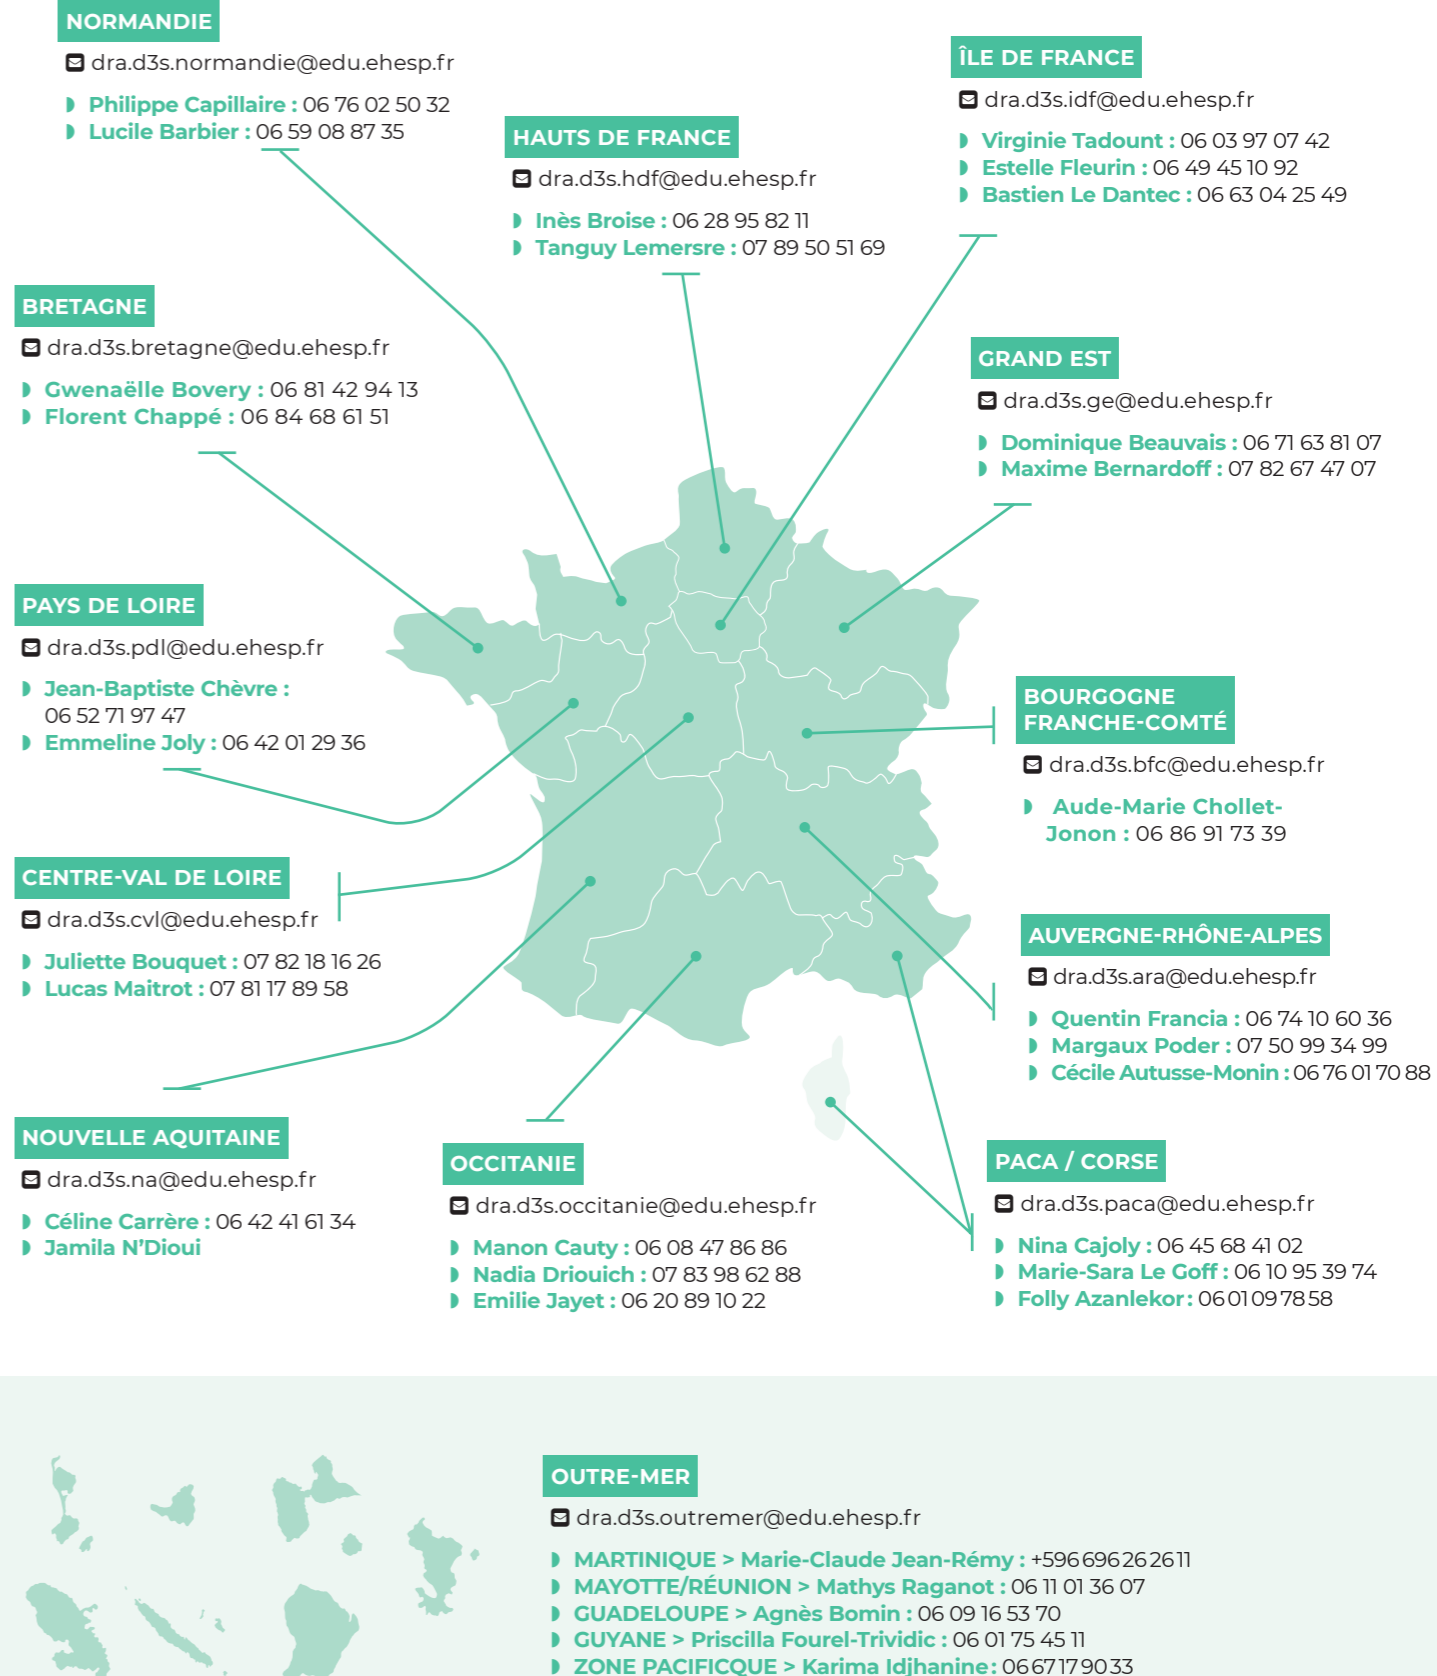 NORMANDIE
dra.d3s.normandie@edu.ehesp.fr
Philippe Capillaire : 06 76 02 50 32
Lucile Barbier : 06 59 08 87 35
HAUTS DE FRANCE
dra.d3s.hdf@edu.ehesp.fr
Inès Broise : 06 28 95 82 11
Tanguy Lemersre : 07 89 50 51 69
ÎLE DE FRANCE
dra.d3s.idf@edu.ehesp.fr
Virginie Tadount : 06 03 97 07 42
Estelle Fleurin : 06 49 45 10 92
Bastien Le Dantec : 06 63 04 25 49
BRETAGNE
dra.d3s.bretagne@edu.ehesp.fr
Gwenaëlle Bovery : 06 81 42 94 13
Florent Chappé : 06 84 68 61 51
GRAND EST
dra.d3s.ge@edu.ehesp.fr
Dominique Beauvais : 06 71 63 81 07
Maxime Bernardoff : 07 82 67 47 07
PAYS DE LOIRE
dra.d3s.pdl@edu.ehesp.fr
Jean-Baptiste Chèvre :
06 52 71 97 47
Emmeline Joly : 06 42 01 29 36
BOURGOGNE
FRANCHE-COMTÉ
dra.d3s.bfc@edu.ehesp.fr
Aude-Marie Chollet-
Jonon : 06 86 91 73 39
CENTRE-VAL DE LOIRE
dra.d3s.cvl@edu.ehesp.fr
Juliette Bouquet : 07 82 18 16 26
Lucas Maitrot : 07 81 17 89 58
AUVERGNE-RHÔNE-ALPES
dra.d3s.ara@edu.ehesp.fr
Quentin Francia : 06 74 10 60 36
Margaux Poder : 07 50 99 34 99
Cécile Autusse-Monin : 06 76 01 70 88
NOUVELLE AQUITAINE
dra.d3s.na@edu.ehesp.fr
Céline Carrère : 06 42 41 61 34
Jamila N'Dioui
OCCITANIE
dra.d3s.occitanie@edu.ehesp.fr
Manon Cauty : 06 08 47 86 86
Nadia Driouich : 07 83 98 62 88
Emilie Jayet : 06 20 89 10 22
PACA / CORSE
dra.d3s.paca@edu.ehesp.fr
Nina Cajoly : 06 45 68 41 02
Marie-Sara Le Goff : 06 10 95 39 74
Folly Azanlekor : 06 01 09 78 58
OUTRE-MER
dra.d3s.outremer@edu.ehesp.fr
MARTINIQUE > Marie-Claude Jean-Rémy : +596 696 26 26 11
MAYOTTE/RÉUNION > Mathys Raganot : 06 11 01 36 07
GUADELOUPE > Agnès Bomin : 06 09 16 53 70
GUYANE > Priscilla Fourel-Trividic : 06 01 75 45 11
ZONE PACIFICQUE > Karima Idjhanine : 06 67 17 90 33